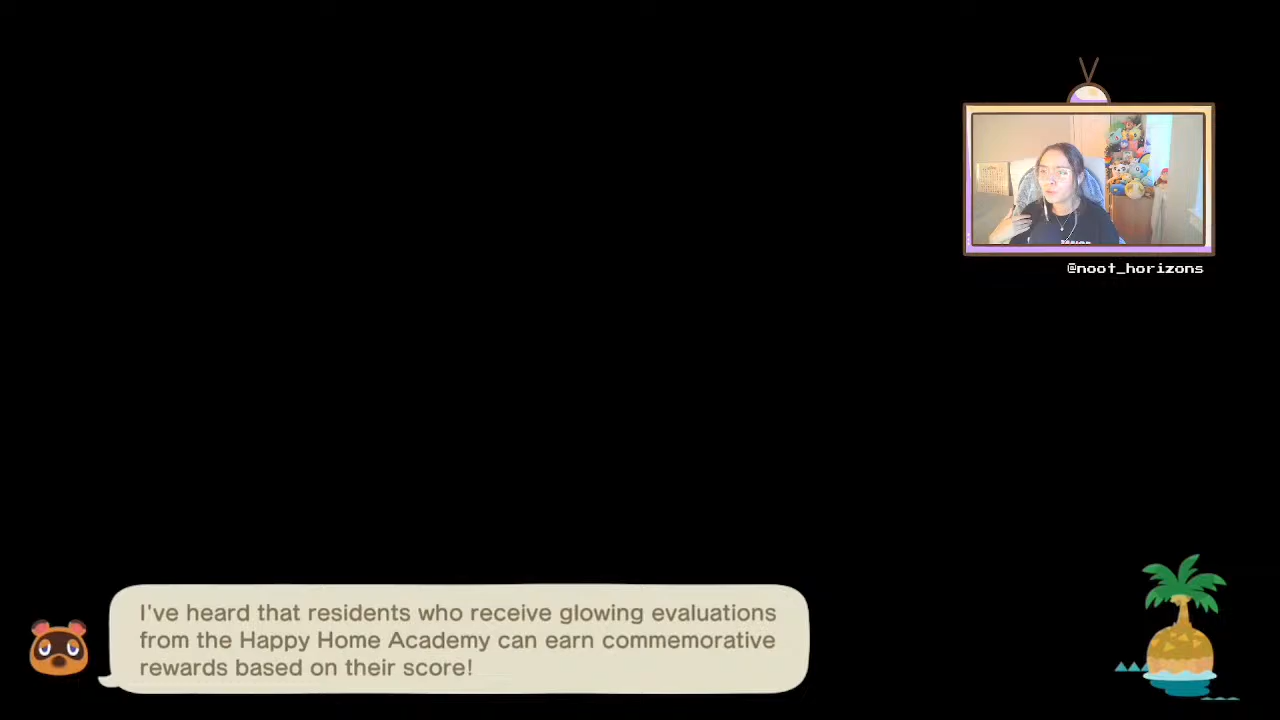 @noot_horizons
I've heard that residents who receive glowing evaluations
from the Happy Home Academy can earn commemorative
rewards based on their score!